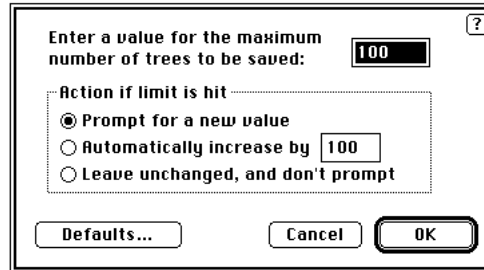 ?
Enter a value for the maximum
number of trees to be saved:
100
Action if limit is hit
Prompt for a new value
Automatically increase by 100
Leave unchanged, and don't prompt
Defaults... Cancel OK